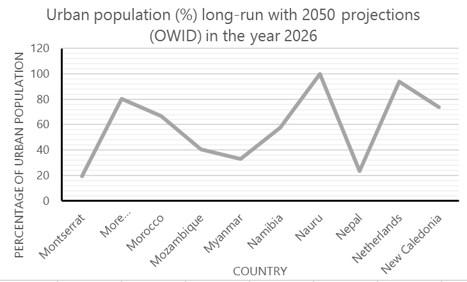 Urban population (%) long-run with 2050 projections
(OWID) in the year 2026
PERCENTAGE OF URBAN POPULATION
120
100
80
60
40
20
0
Montserrat
More...
Morocco
Mozambique
Myanmar
Namibia
Nauru
Nepal
Netherlands
New Caledonia
COUNTRY